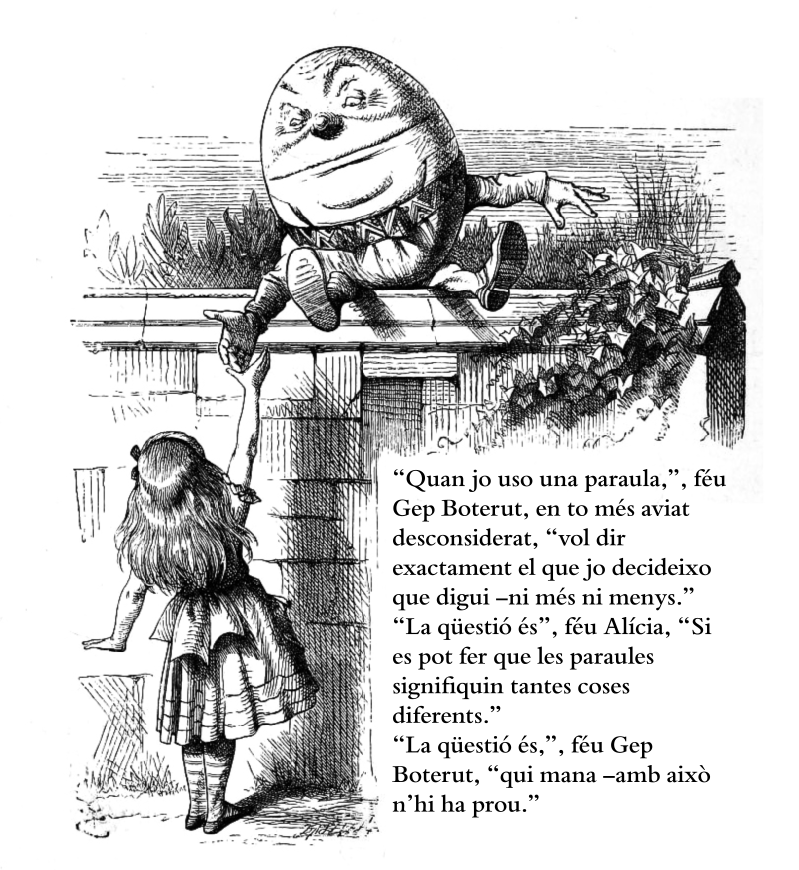 “Quan jo uso una paraula,”, féu
Gep Boterut, en to més aviat
desconsiderat, “vol dir
exactament el que jo decideixo
que digui –ni més ni menys.”
“La qüestió és”, féu Alícia, “Si
es pot fer que les paraules
signifiquin tantes coses
diferents.”
“La qüestió és,”, féu Gep
Boterut, “qui mana –amb això
n’hi ha prou.”